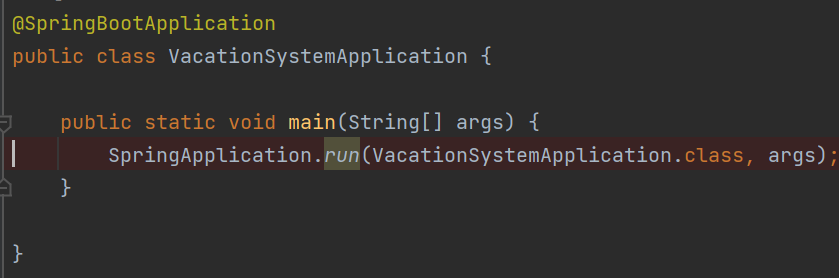 @SpringBootApplication
public class VacationSystemApplication {
public static void main(String[] args) {
SpringApplication.run(VacationSystemApplication.class, args);
}
}